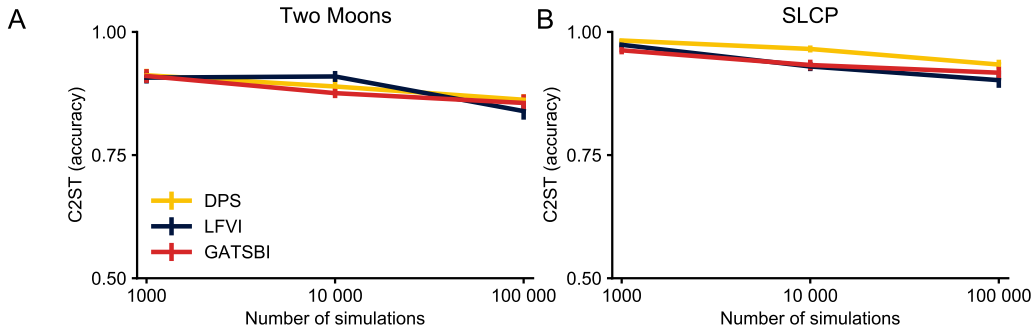 A
Two Moons
1.00
0.75
0.50
C2ST (accuracy)
DPS
LFVI
GATSBI
1000
10 000
100 000
Number of simulations
B
SLCP
1.00
0.75
0.50
C2ST (accuracy)
1000
10 000
100 000
Number of simulations